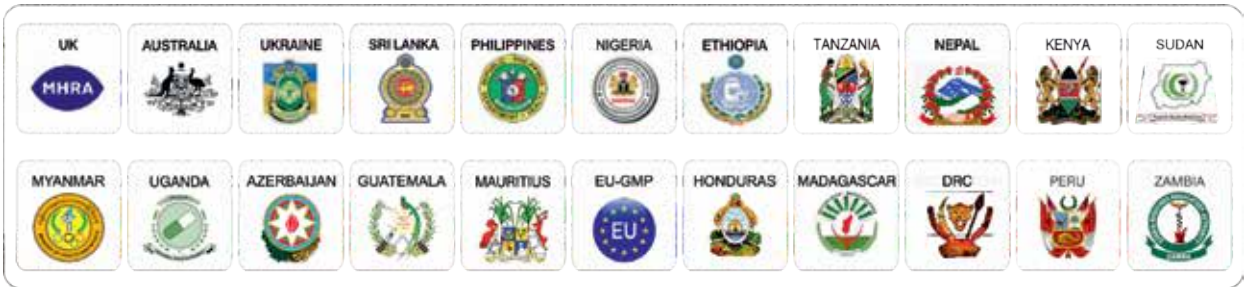 UK AUSTRALIA UKRAINE SRI LANKA PHILIPPINES NIGERIA ETHIOPIA TANZANIA NEPAL KENYA SUDAN
MHRA
MYANMAR UGANDA AZERBAIJAN GUATEMALA MAURITIUS EU-GMP HONDURAS MADAGASCAR DRC PERU ZAMBIA
EU
ZAMBIA